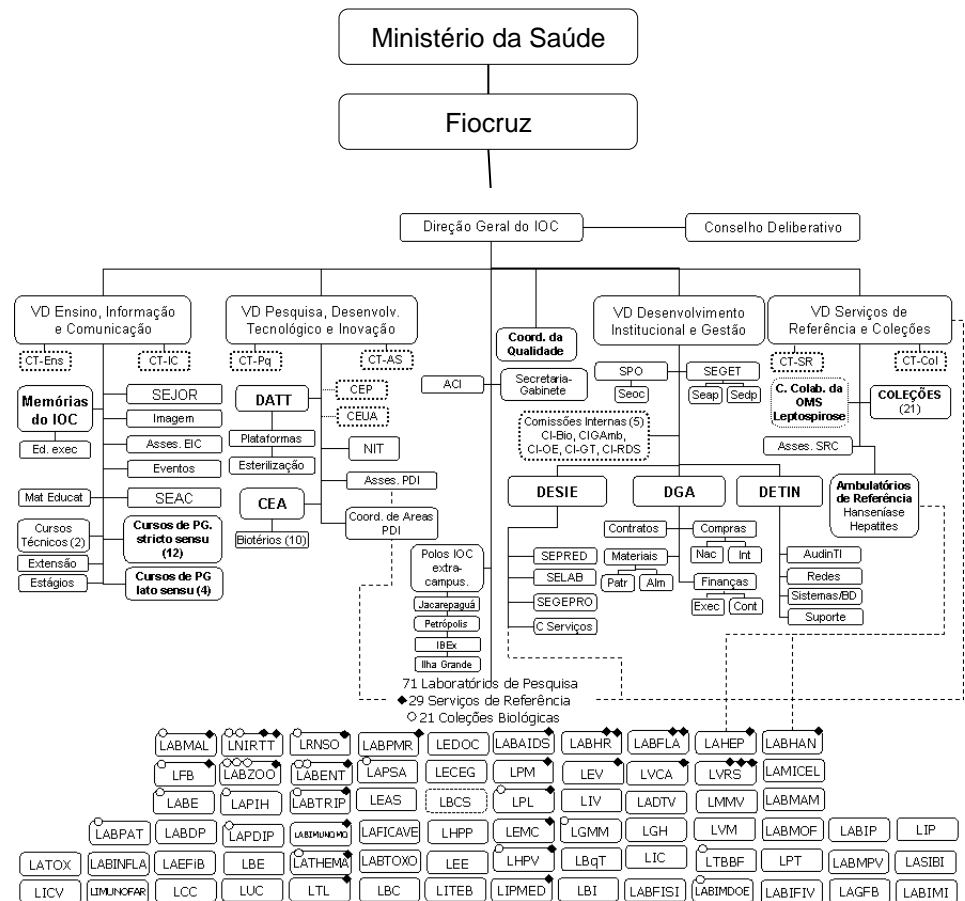 Ministério da Saúde
Fiocruz
Direção Geral do IOC
Conselho Deliberativo
VD Ensino, Informação
e Comunicação
CT-Ens
CT-IC
Memórias
do IOC
Ed. exec
Mat Educat
Cursos
Técnicos (2)
Extensão
Estágios
SEJOR
Imagem
Asses. EIC
Eventos
SEAC
Cursos de PG.
stricto sensu
(12)
Cursos de PG
lato sensu (4)
VD Pesquisa, Desenvolv.
Tecnológico e Inovação
CT-Pq
CT-AS
DATT
Plataformas
Esterilização
CEA
Biotérios (10)
CEP
CEUA
NIT
Asses. PDI
Coord. de Areas
PDI
Coord. da
Qualidade
ACI
Secretaria-
Gabinete
Polos IOC
extra-
campus.
Jacarepaguá
Petrópolis
IBEx
Ilha Grande
VD Desenvolvimento
Institucional e Gestão
SPO
Seoc
SEGET
Seap
Sedp
Comissões Internas (5)
CI-Bio, CIGAmb,
CI-OE, CI-GT, CI-RDS
DESIE
SEPRED
SELAB
SEGEPRO
C Serviços
DGA
Contratos
Compras
Nac
Int
Materiais
Patr
Alm
Finanças
Exec
Cont
DETIN
AudinTI
Redes
Sistemas/BD
Suporte
VD Serviços de
Referência e Coleções
CT-SR
CT-Col
C. Colab. da
OMS
Leptospirose
COLEÇÕES
(21)
Asses. SRC
Ambulatórios
de Referência
Hanseníase
Hepatites
71 Laboratórios de Pesquisa
29 Serviços de Referência
21 Coleções Biológicas
LABMAL LNIRTT LRNSO LABPMR LEDOC LABAIDS LABHR LABFLA LAHEP LABHAN
LFB LABZOO LABENT LAPSA LECEG LPM LEV LVCA LVRS LAMICEL
LABE LAPIH LABTRIP LEAS LBCS LPL LIV LADTV LMMV LABMAM
LABPAT LABDP LAPDIP LABIMUNOMO LAFICAVE LHPP LEMC LGMM LGH LVM LABMOF LABIP LIP
LATOX LABINFLA LAEFiB LBE LATHEMA LABTOXO LEE LHPV LBqT LIC LTBBF LPT LABMPV LASIBI
LICV LIMUNOFAR LCC LUC LTL LBC LITEB LIPMED LBI LABFISI LABIMDOE LABIFIV LAGFB LABIMI